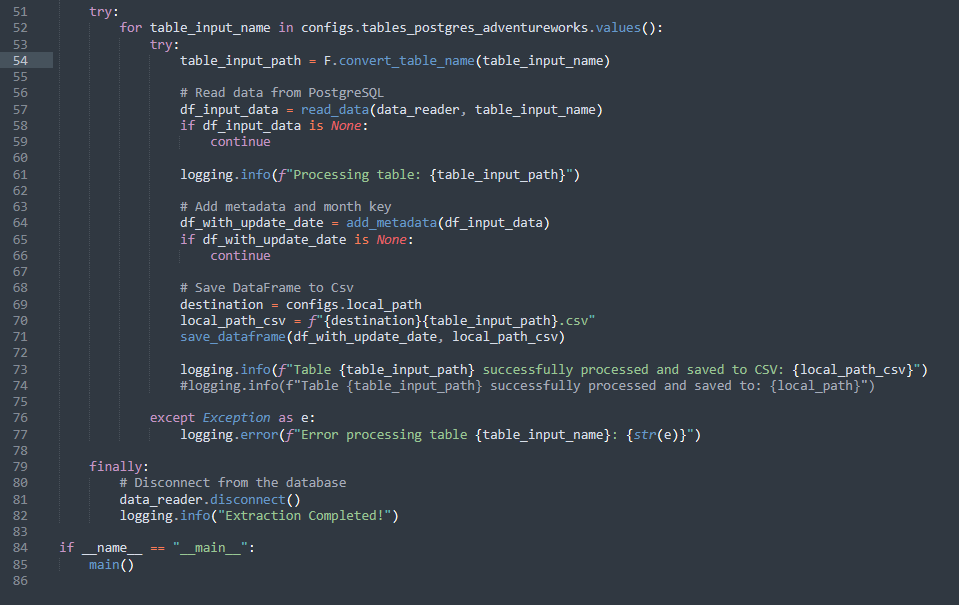 51 try:
52 for table_input_name in configs.tables_postgres_adventureworks.values():
53 try:
54 table_input_path = F.convert_table_name(table_input_name)
55
56 # Read data from PostgreSQL
57 df_input_data = read_data(data_reader, table_input_name)
58 if df_input_data is None:
59 continue
60
61 logging.info(f"Processing table: {table_input_path}")
62
63 # Add metadata and month key
64 df_with_update_date = add_metadata(df_input_data)
65 if df_with_update_date is None:
66 continue
67
68 # Save DataFrame to Csv
69 destination = configs.local_path
70 local_path_csv = f"{destination}{table_input_path}.csv"
71 save_dataframe(df_with_update_date, local_path_csv)
72
73 logging.info(f"Table {table_input_path} successfully processed and saved to CSV: {local_path_csv}")
74 #logging.info(f"Table {table_input_path} successfully processed and saved to: {local_path}")
75
76 except Exception as e:
77 logging.error(f"Error processing table {table_input_name}: {str(e)}")
78
79 finally:
80 # Disconnect from the database
81 data_reader.disconnect()
82 logging.info("Extraction Completed!")
83
84 if __name__ == "__main__":
85 main()
86